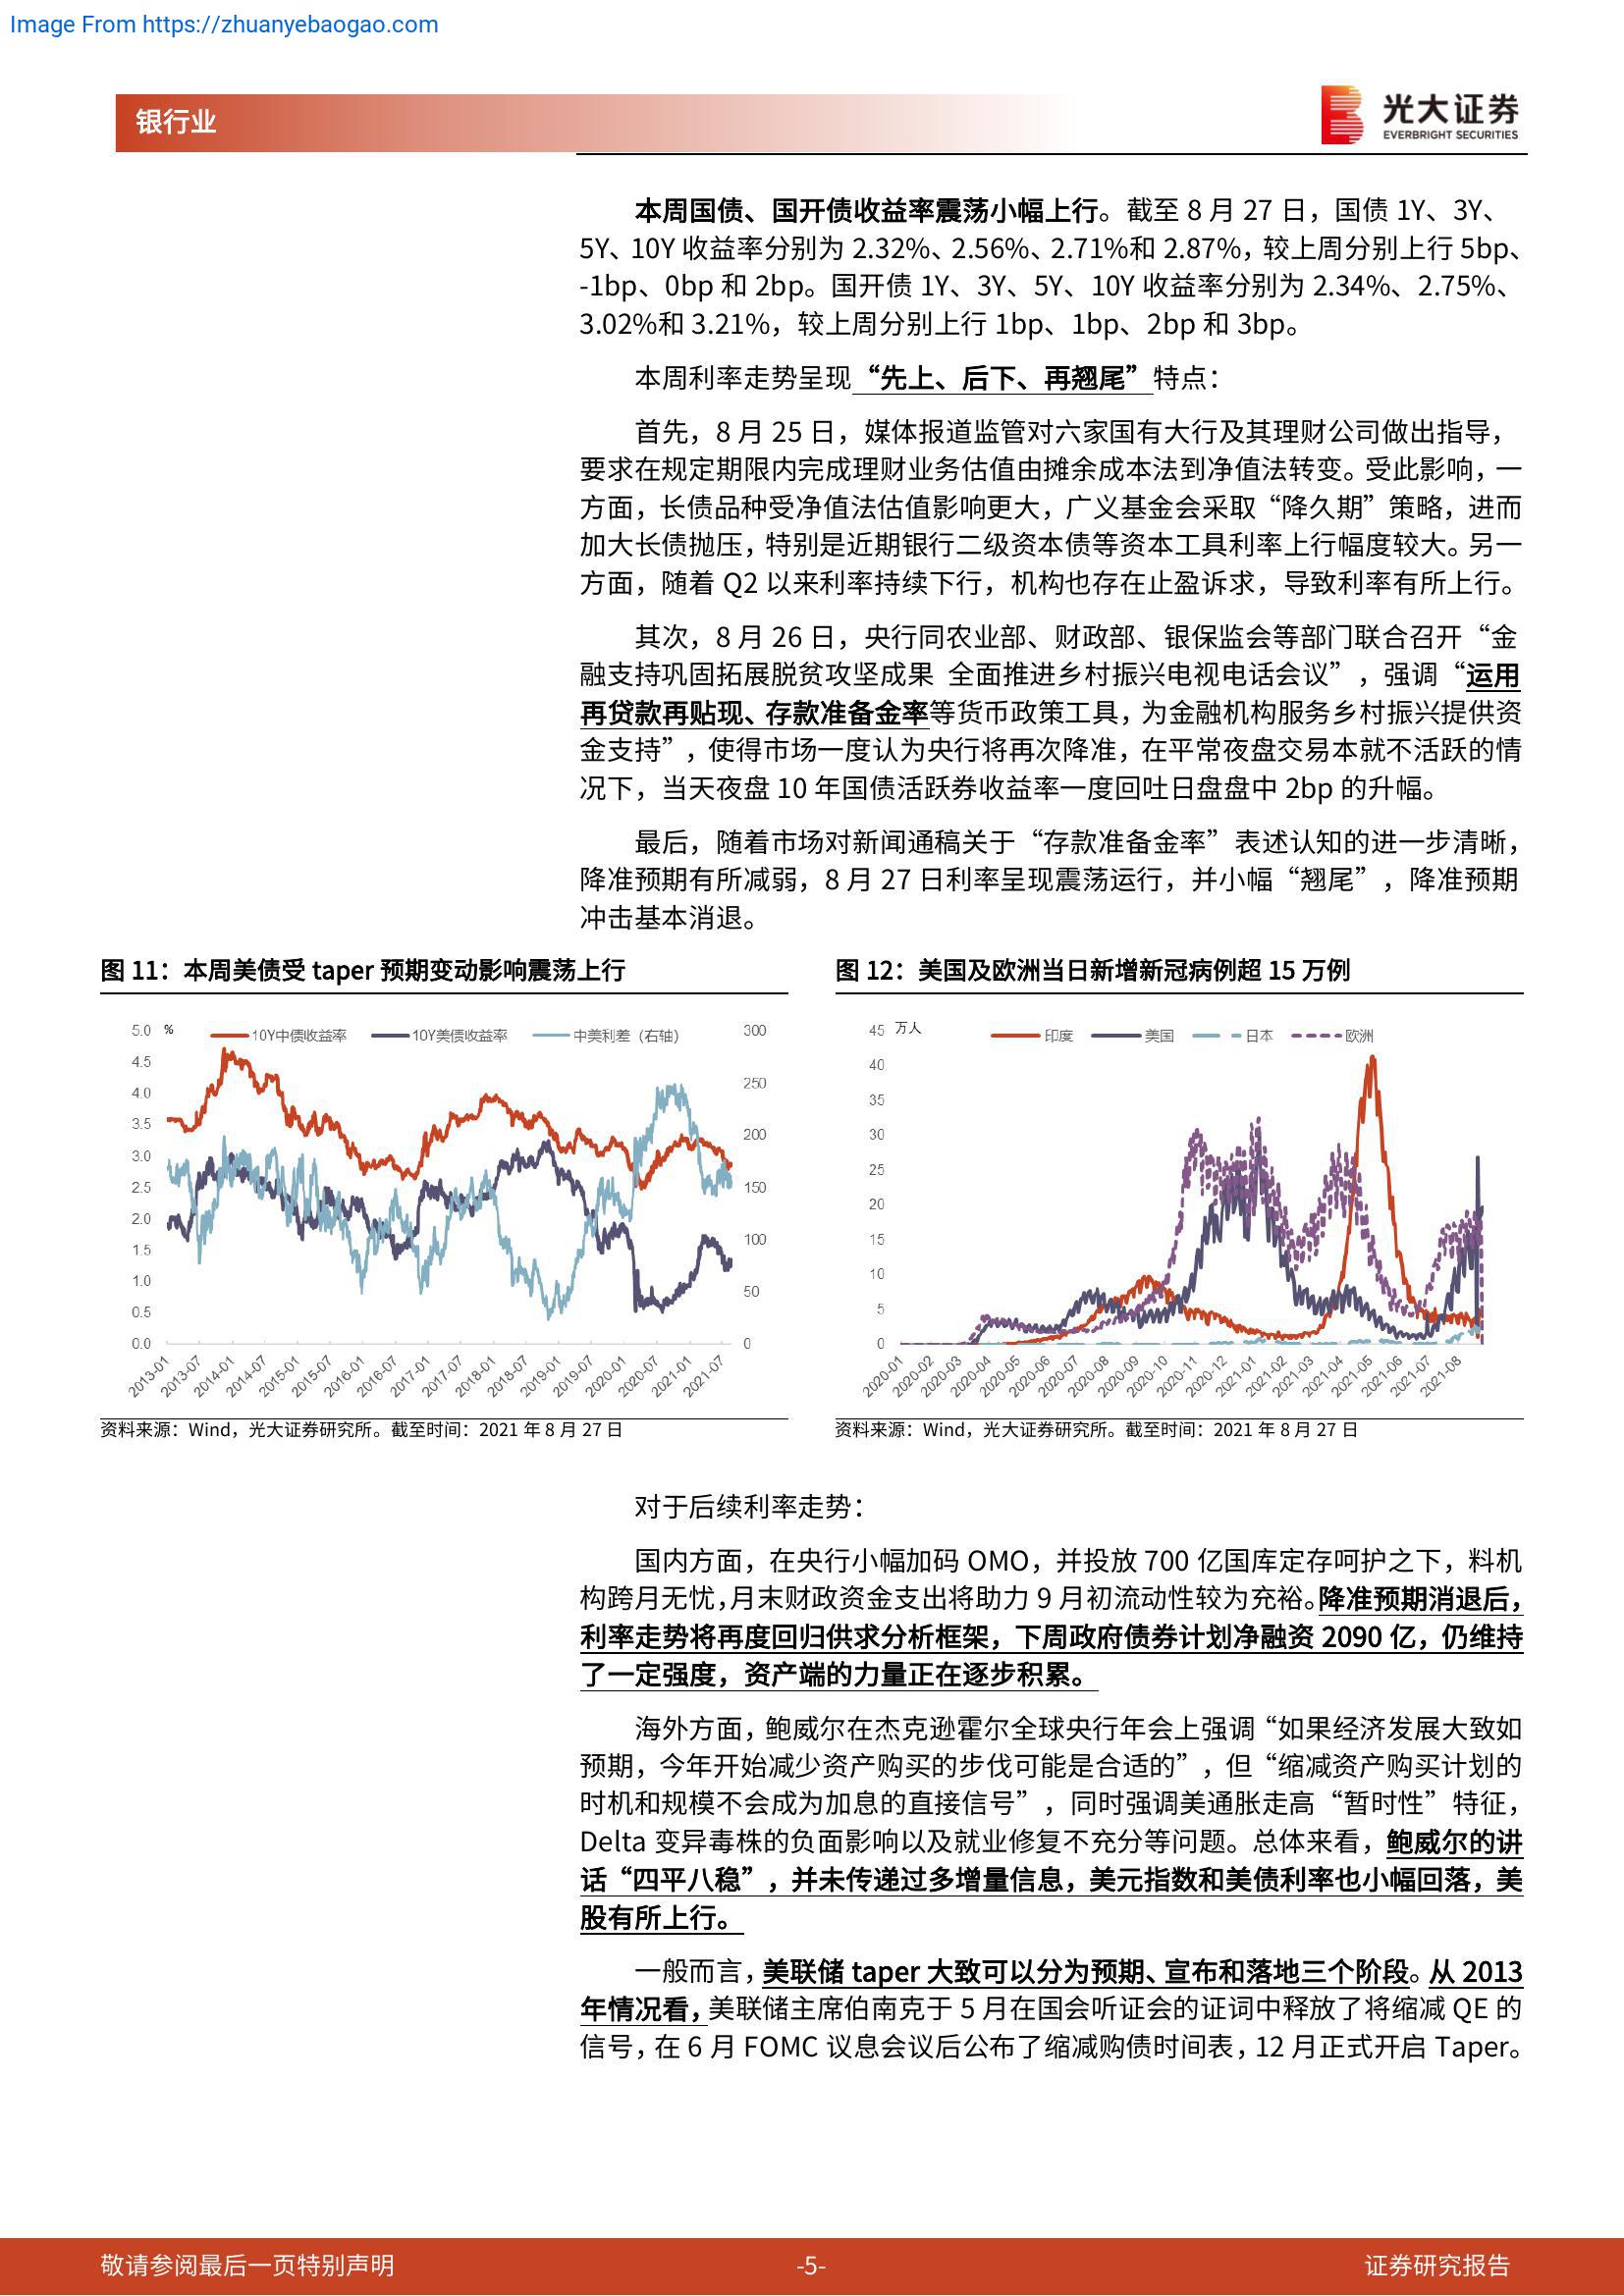 Image From https://zhuanyebaogao.com
银行业
光大证券
EVERBRIGHT SECURITIES
本周国债、国开债收益率震荡小幅上行。截至 8 月 27 日，国债 1Y、3Y、
5Y、10Y 收益率分别为 2.32%、2.56%、2.71%和 2.87%，较上周分别上行 5bp、
-1bp、0bp 和 2bp。国开债 1Y、3Y、5Y、10Y 收益率分别为 2.34%、2.75%、
3.02%和 3.21%，较上周分别上行 1bp、1bp、2bp 和 3bp。
本周利率走势呈现“先上、后下、再翘尾”特点：
首先，8 月 25 日，媒体报道监管对六家国有大行及其理财公司做出指导，
要求在规定期限内完成理财业务估值由摊余成本法到净值法转变。受此影响，一
方面，长债品种受净值法估值影响更大，广义基金会采取“降久期”策略，进而
加大长债抛压，特别是近期银行二级资本债等资本工具利率上行幅度较大。另一
方面，随着 Q2 以来利率持续下行，机构也存在止盈诉求，导致利率有所上行。
其次，8 月 26 日，央行同农业部、财政部、银保监会等部门联合召开“金
融支持巩固拓展脱贫攻坚成果 全面推进乡村振兴电视电话会议”，强调“运用
再贷款再贴现、存款准备金率等货币政策工具，为金融机构服务乡村振兴提供资
金支持”，使得市场一度认为央行将再次降准，在平常夜盘交易本就不活跃的情
况下，当天夜盘 10 年国债活跃券收益率一度回吐日盘盘中 2bp 的升幅。
最后，随着市场对新闻通稿关于“存款准备金率”表述认知的进一步清晰，
降准预期有所减弱，8 月 27 日利率呈现震荡运行，并小幅“翘尾”，降准预期
冲击基本消退。
图 11：本周美债受 taper 预期变动影响震荡上行
5.0 % 10Y中债收益率 10Y美债收益率 中美利差（右轴） 300
4.5
4.0 250
3.5
3.0 200
2.5 150
2.0
1.5 100
1.0 50
0.5
0.0 0
2013-01 2013-07 2014-01 2014-07 2015-01 2015-07 2016-01 2016-07 2017-01 2017-07 2018-01 2018-07 2019-01 2019-07 2020-01 2020-07 2021-01 2021-07
资料来源：Wind，光大证券研究所。截至时间：2021 年 8 月 27 日
图 12：美国及欧洲当日新增新冠病例超 15 万例
45 万人 印度 美国 日本 欧洲
40
35
30
25
20
15
10
5
0
2020-01 2020-02 2020-03 2020-04 2020-05 2020-06 2020-07 2020-08 2020-09 2020-10 2020-11 2020-12 2021-01 2021-02 2021-03 2021-04 2021-05 2021-06 2021-07 2021-08
资料来源：Wind，光大证券研究所。截至时间：2021 年 8 月 27 日
对于后续利率走势：
国内方面，在央行小幅加码 OMO，并投放 700 亿国库定存呵护之下，料机
构跨月无忧，月末财政资金支出将助力 9 月初流动性较为充裕。降准预期消退后，
利率走势将再度回归供求分析框架，下周政府债券计划净融资 2090 亿，仍维持
了一定强度，资产端的力量正在逐步积累。
海外方面，鲍威尔在杰克逊霍尔全球央行年会上强调“如果经济发展大致如
预期，今年开始减少资产购买的步伐可能是合适的”，但“缩减资产购买计划的
时机和规模不会成为加息的直接信号”，同时强调美通胀走高“暂时性”特征，
Delta 变异毒株的负面影响以及就业修复不充分等问题。总体来看，鲍威尔的讲
话“四平八稳”，并未传递过多增量信息，美元指数和美债利率也小幅回落，美
股有所上行。
一般而言，美联储 taper 大致可以分为预期、宣布和落地三个阶段。从 2013
年情况看，美联储主席伯南克于 5 月在国会听证会的证词中释放了将缩减 QE 的
信号，在 6 月 FOMC 议息会议后公布了缩减购债时间表，12 月正式开启 Taper。
敬请参阅最后一页特别声明
-5-
证券研究报告